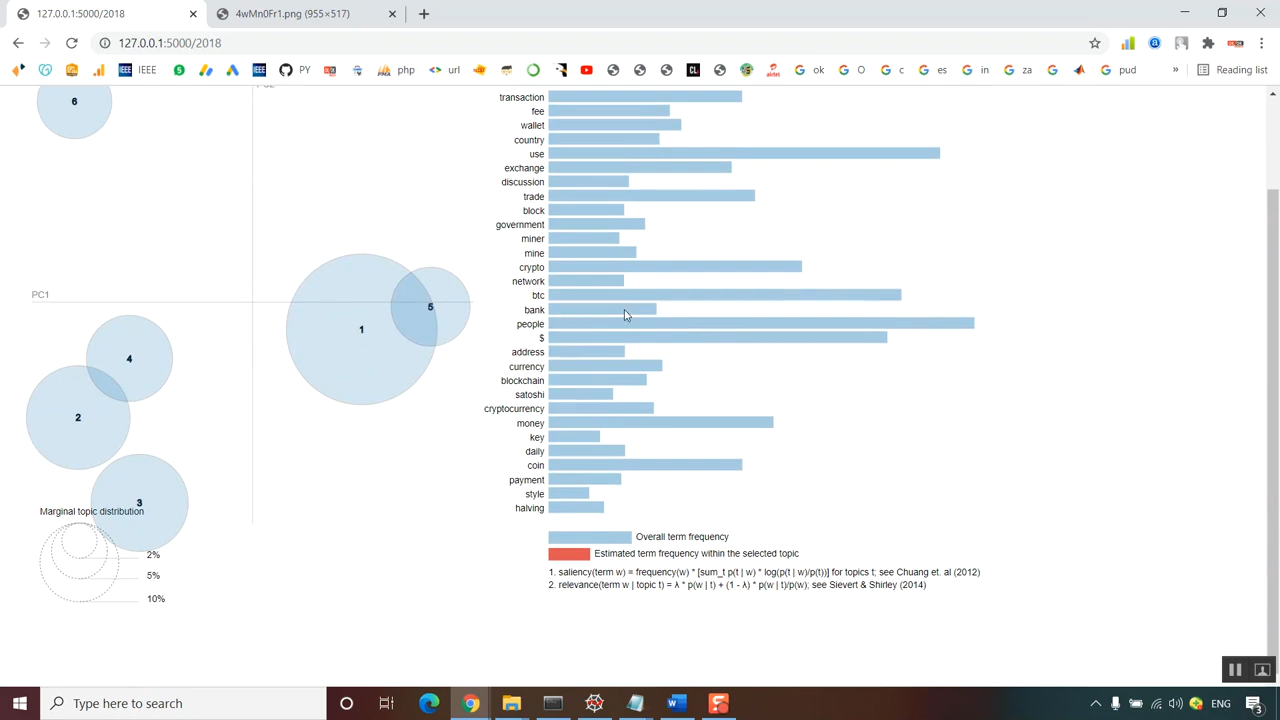 127.0.0.1:5000/2018
4wMn0Fr1.png (955×517)
127.0.0.1:5000/2018
IEEE
IEEE
PY
php
url
ok
O
c
es
in
za
pud
»
Reading list
6
transaction
fee
wallet
country
use
exchange
discussion
trade
block
government
miner
mine
crypto
network
btc
bank
people
$
address
currency
blockchain
satoshi
cryptocurrency
money
key
daily
coin
payment
style
halving
PC1
5
1
4
2
3
Marginal topic distribution
2%
5%
10%
Overall term frequency
Estimated term frequency within the selected topic
1. saliency(term w) = frequency(w) * [sum_t p(t | w) * log(p(t | w)/p(t))] for topics t; see Chuang et. al (2012)
2. relevance(term w | topic t) = λ * p(w | t) + (1 - λ) * p(w | t)/p(w); see Sievert & Shirley (2014)
Type here to search
ENG
3